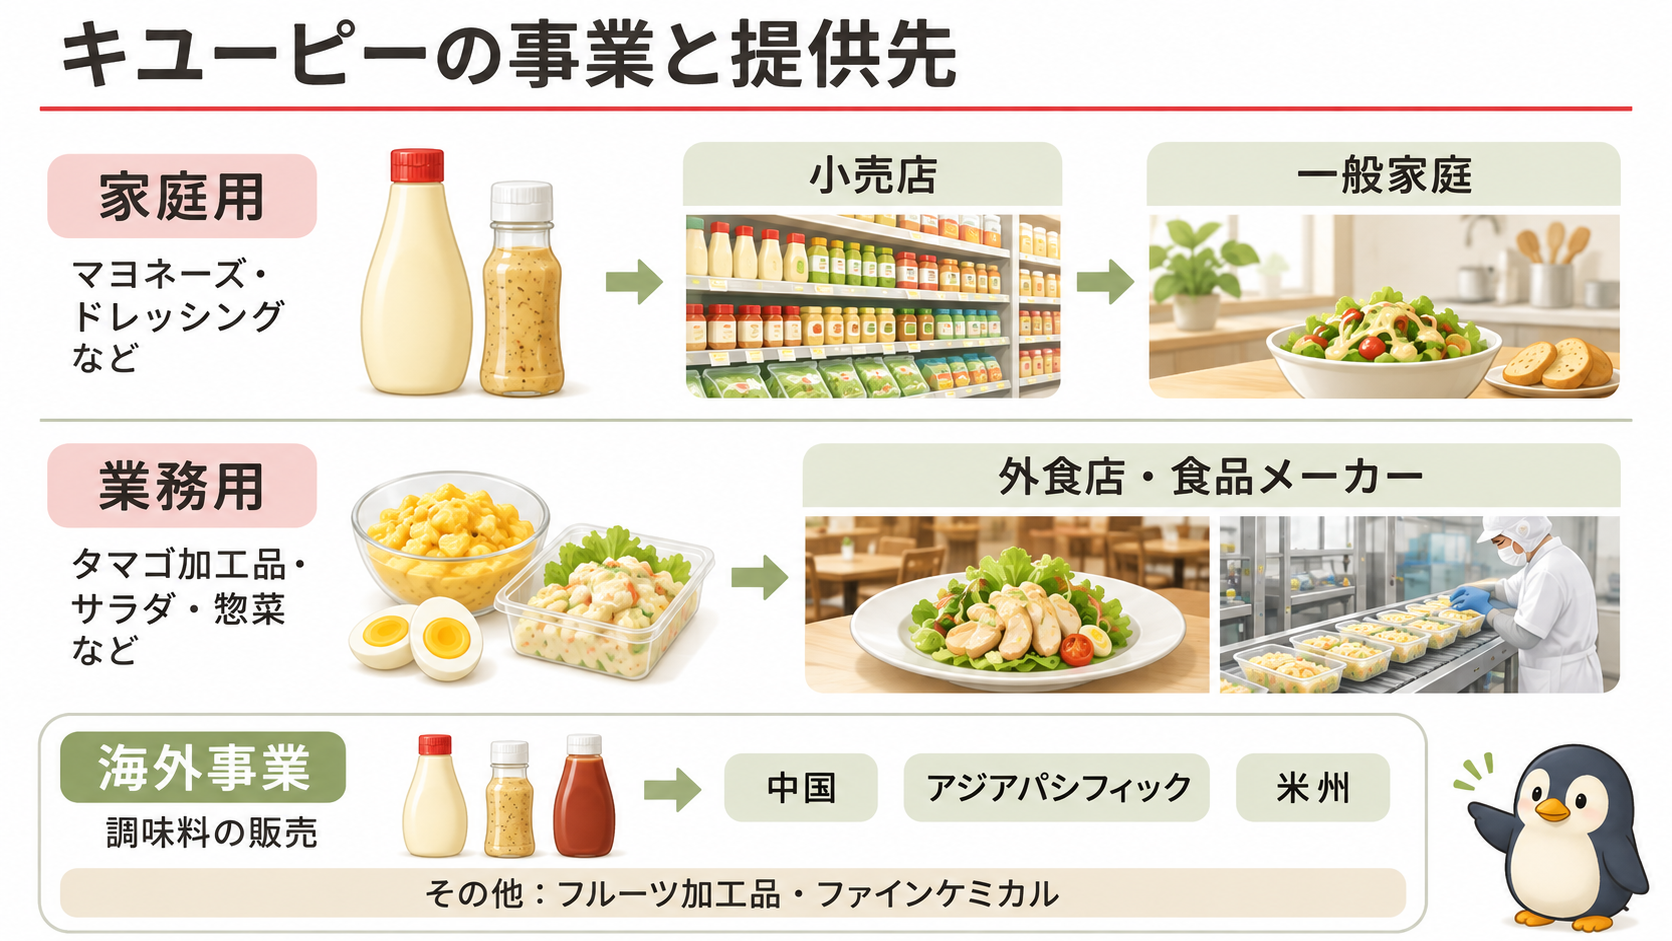 キユーピーの事業と提供先
家庭用
マヨネーズ・
ドレッシング
など
小売店
一般家庭
業務用
タマゴ加工品・
サラダ・惣菜
など
外食店・食品メーカー
海外事業
調味料の販売
中国
アジアパシフィック
米州
その他：フルーツ加工品・ファインケミカル